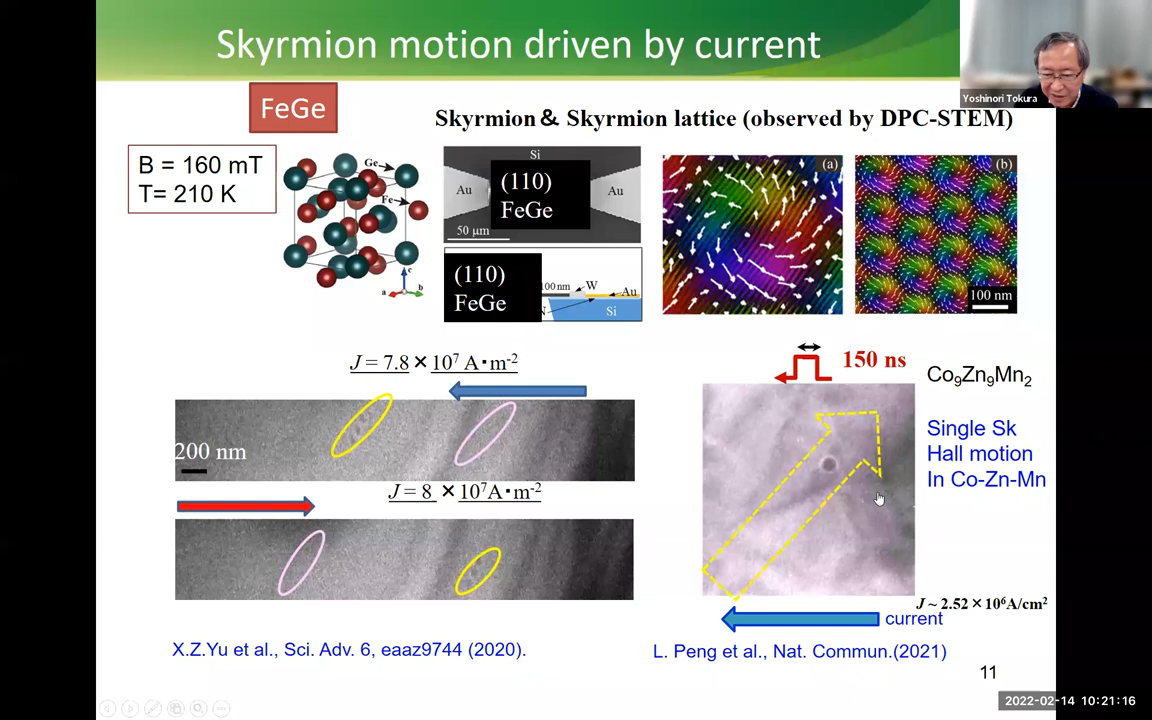 Skyrmion motion driven by current
Yoshinori Tokura
FeGe
Skyrmion & Skyrmion lattice (observed by DPC-STEM)
B = 160 mT
T= 210 K
Ge
Fe
c
a
b
Si
Au
(110)
FeGe
Au
50 μm
(110)
FeGe
100 nm
W
Au
Si
(a)
(b)
100 nm
J = 7.8 × 10⁷ A·m⁻²
200 nm
J = 8 × 10⁷A·m⁻²
150 ns
Co₉Zn₉Mn₂
Single Sk
Hall motion
In Co-Zn-Mn
J ~ 2.52 × 10⁶A/cm²
current
X.Z.Yu et al., Sci. Adv. 6, eaaz9744 (2020).
L. Peng et al., Nat. Commun.(2021)
11
2022-02-14 10:21:16